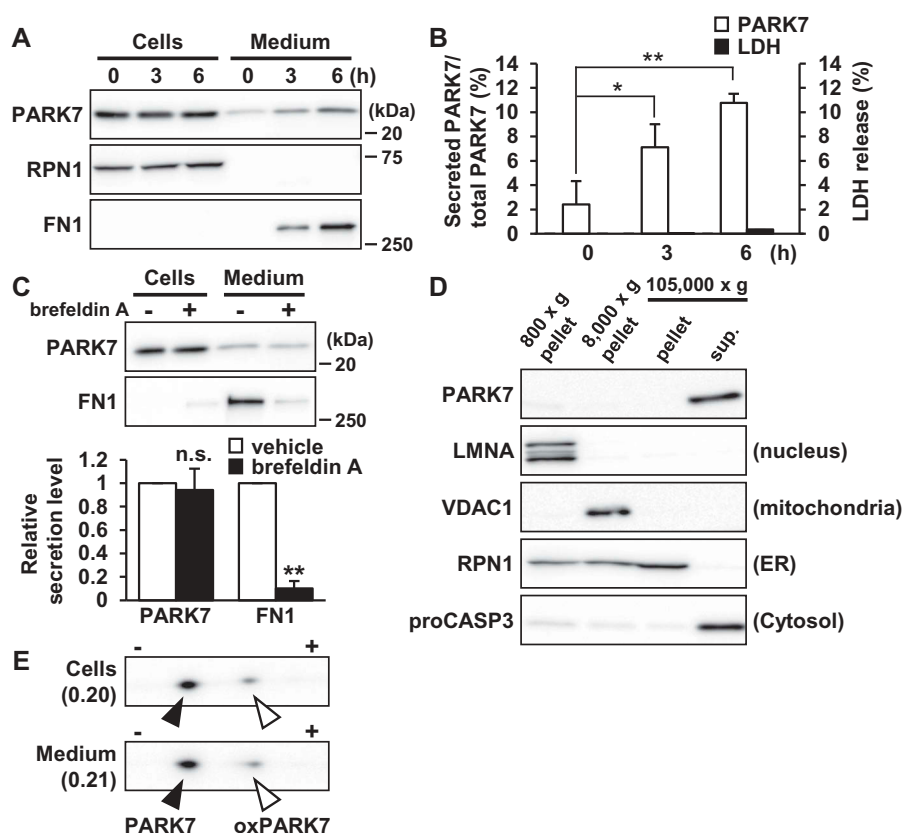 A
Cells Medium
0 3 6 0 3 6 (h)
PARK7 (kDa)
20
RPN1 75
FN1
250
B
PARK7
LDH
Secreted PARK7/
total PARK7 (%)
LDH release (%)
14 14
12 12
10 10
8 8
6 6
4 4
2 2
0 0
* **
0 3 6 (h)
C
Cells Medium
brefeldin A - + - +
PARK7 (kDa)
20
FN1
250
vehicle
brefeldin A
Relative
secretion level
1.2
1
0.8
0.6
0.4
0.2
0
n.s.
**
PARK7 FN1
D
800 x g
pellet
8,000 x g
pellet
105,000 x g
pellet
sup.
PARK7
LMNA (nucleus)
VDAC1 (mitochondria)
RPN1 (ER)
proCASP3 (Cytosol)
E
- +
Cells
(0.20)
- +
Medium
(0.21)
PARK7 oxPARK7